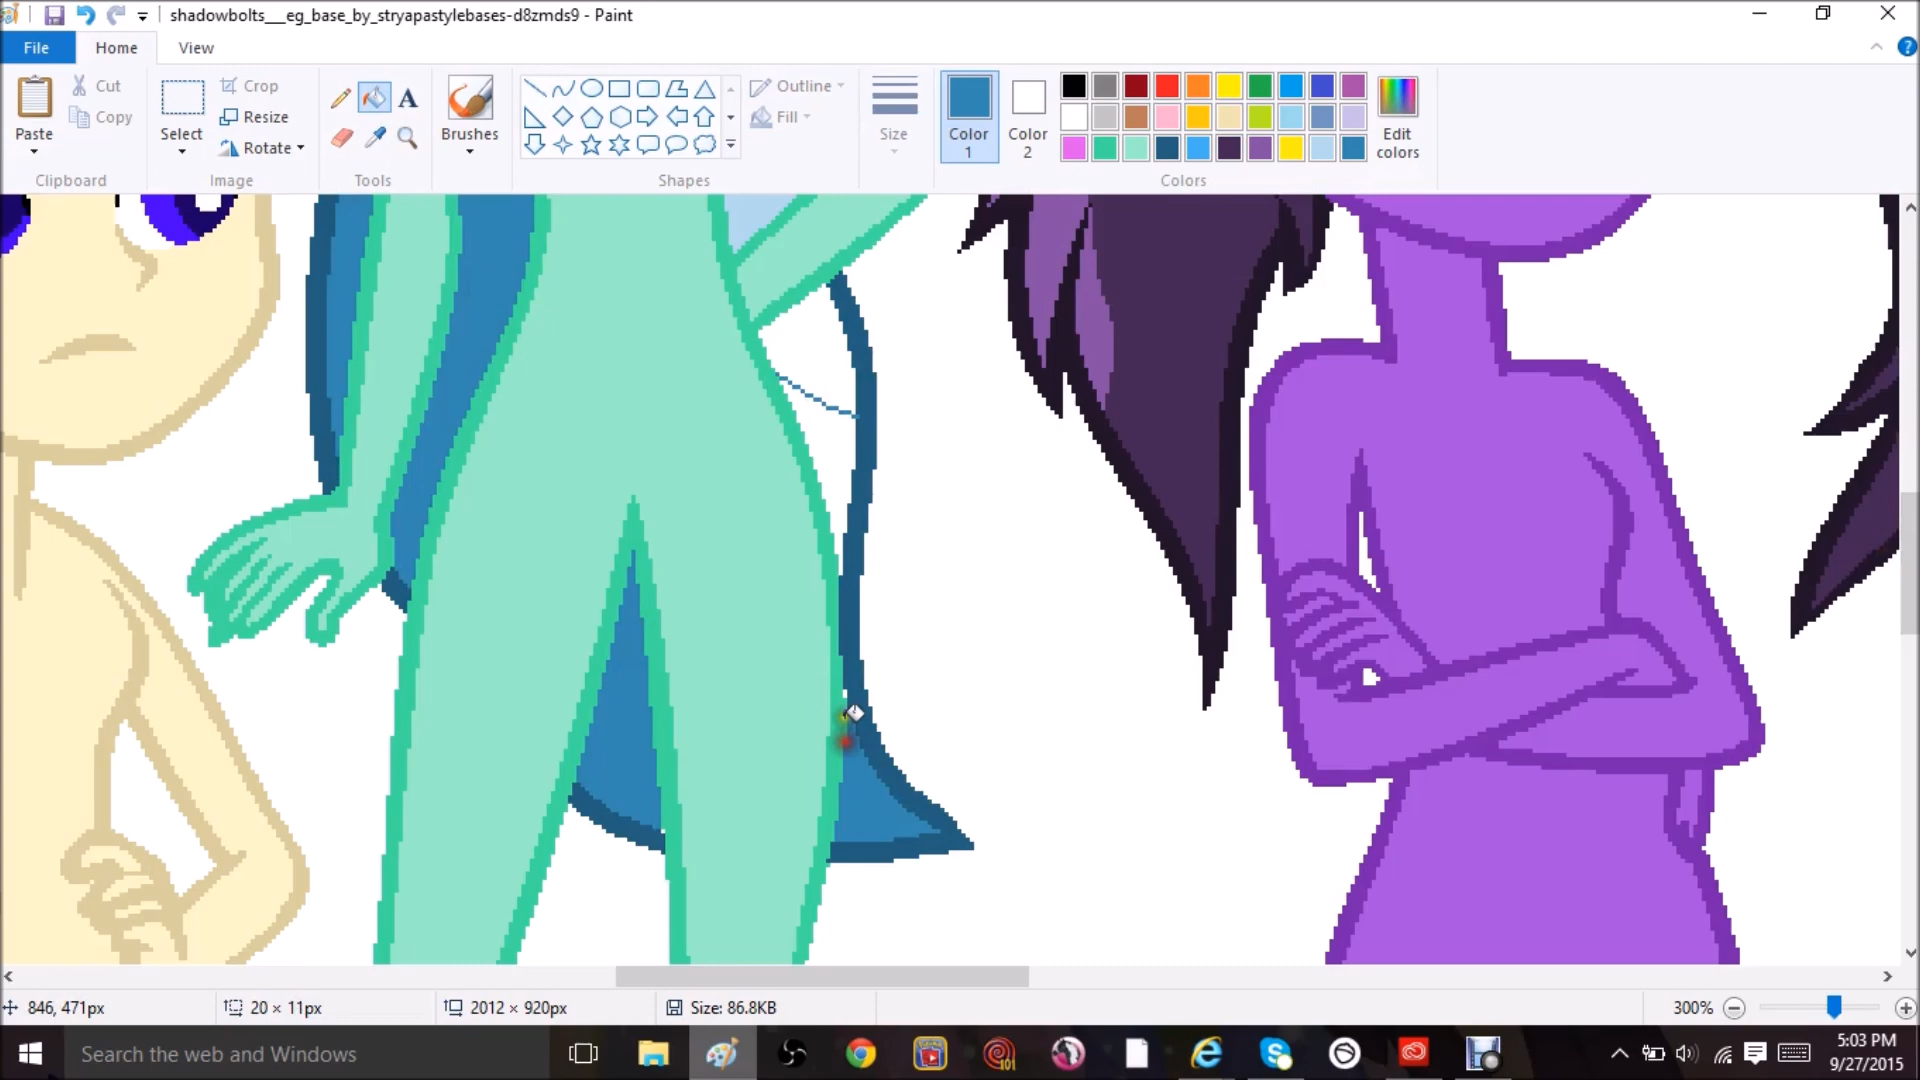 shadowbolts__eg_base_by_stryapastylebases-d8zmds9 - Paint
File Home View
Paste
Cut
Copy
Clipboard
Select
Crop
Resize
Rotate
Image
A
Tools
Brushes
Shapes
Outline
Fill
Size
Color 1
Color 2
Edit colors
Colors
846, 471px
20 × 11px
2012 × 920px
Size: 86.8KB
300%
Search the web and Windows
101
5:03 PM
9/27/2015